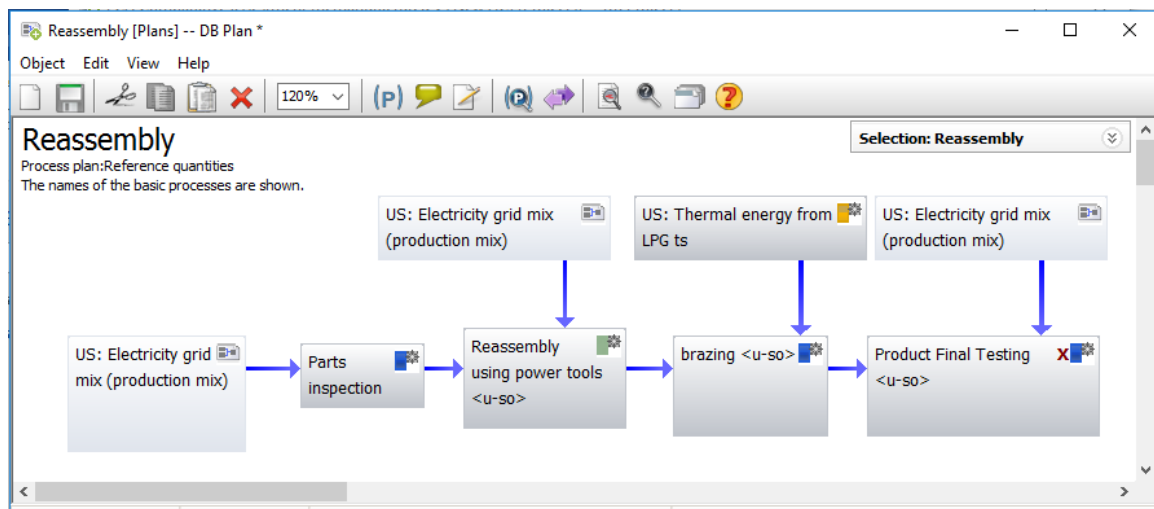 Reassembly [Plans] -- DB Plan *
Object Edit View Help
120% (P)
Reassembly
Selection: Reassembly
Process plan:Reference quantities
The names of the basic processes are shown.
US: Electricity grid mix
(production mix)
US: Thermal energy from
LPG ts
US: Electricity grid mix
(production mix)
US: Electricity grid
mix (production mix)
Parts
inspection
Reassembly
using power tools
<u-so>
brazing <u-so>
Product Final Testing X
<u-so>